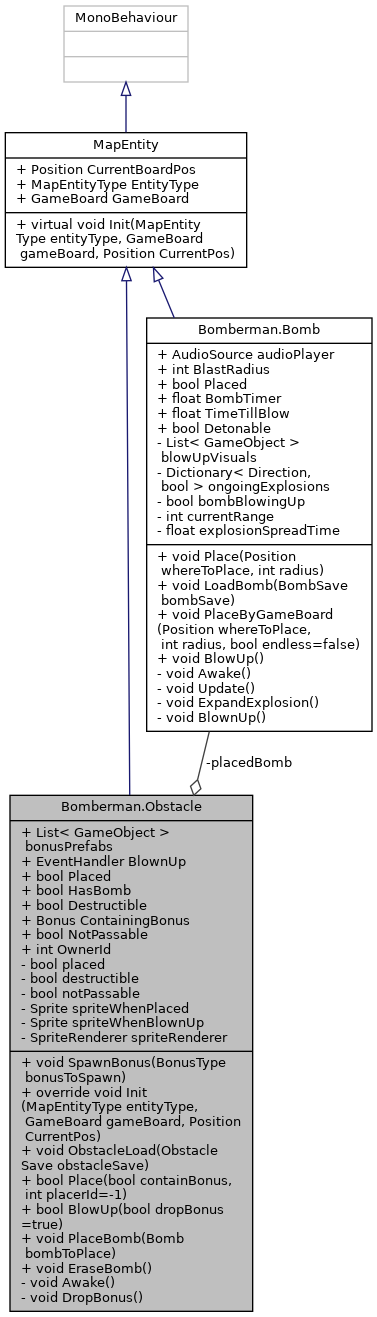 MonoBehaviour
MapEntity
+ Position CurrentBoardPos
+ MapEntityType EntityType
+ GameBoard GameBoard
+ virtual void Init(MapEntity
Type entityType, GameBoard
gameBoard, Position CurrentPos)
Bomberman.Bomb
+ AudioSource audioPlayer
+ int BlastRadius
+ bool Placed
+ float BombTimer
+ float TimeTillBlow
+ bool Detonable
- List< GameObject >
blowUpVisuals
- Dictionary< Direction,
bool > ongoingExplosions
- bool bombBlowingUp
- int currentRange
- float explosionSpreadTime
+ void Place(Position
whereToPlace, int radius)
+ void LoadBomb(BombSave
bombSave)
+ void PlaceByGameBoard
(Position whereToPlace,
int radius, bool endless=false)
+ void BlowUp()
- void Awake()
- void Update()
- void ExpandExplosion()
- void BlownUp()
-placedBomb
Bomberman.Obstacle
+ List< GameObject >
bonusPrefabs
+ EventHandler BlownUp
+ bool Placed
+ bool HasBomb
+ bool Destructible
+ Bonus ContainingBonus
+ bool NotPassable
+ int OwnerId
- bool placed
- bool destructible
- bool notPassable
- Sprite spriteWhenPlaced
- Sprite spriteWhenBlownUp
- SpriteRenderer spriteRenderer
+ void SpawnBonus(BonusType
bonusToSpawn)
+ override void Init
(MapEntityType entityType,
GameBoard gameBoard, Position
CurrentPos)
+ void ObstacleLoad(Obstacle
Save obstacleSave)
+ bool Place(bool containBonus,
int placerId=-1)
+ bool BlowUp(bool dropBonus
=true)
+ void PlaceBomb(Bomb
bombToPlace)
+ void EraseBomb()
- void Awake()
- void DropBonus()